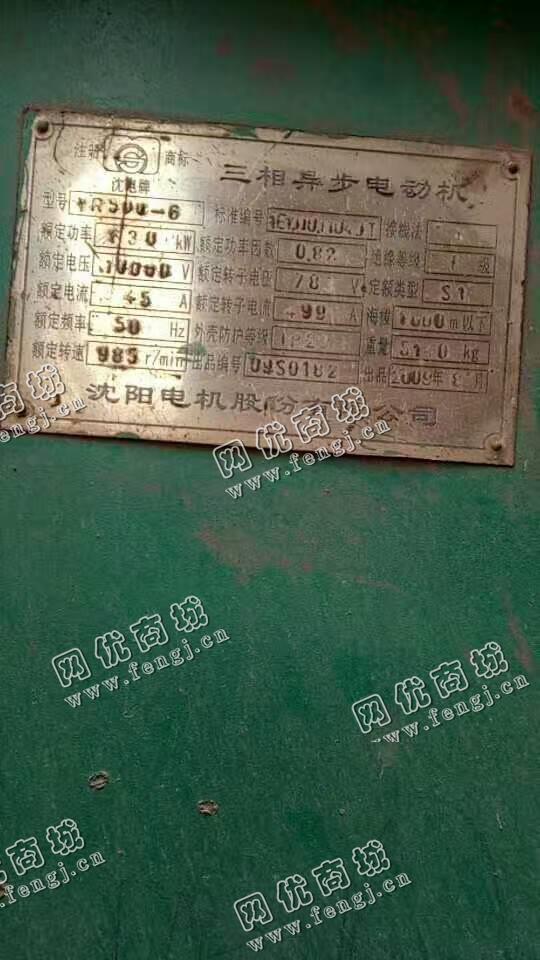 注册 商标
沈电牌
三相异步电动机
型号 YR500-6 标准编号 接线法
额定功率 630 kW 额定功率因数 0.82 绝缘等级 级
额定电压 10000 V 额定转子电压 78 V 定额类型 S1
额定电流 45 A 额定转子电流 499 A 海拔 1000 m以下
额定频率 50 Hz 外壳防护等级 重量 kg
额定转速 985 r/min 出品编号 09S0182 出品 2009年 8 月
沈阳电机股份有 公司
网优商城
www.fengj.cn
网优商城
www.fengj.cn
网优商城
www.fengj.cn
网优商城
www.fengj.cn
网优商城
www.fengj.cn
网优商城
www.fengj.cn